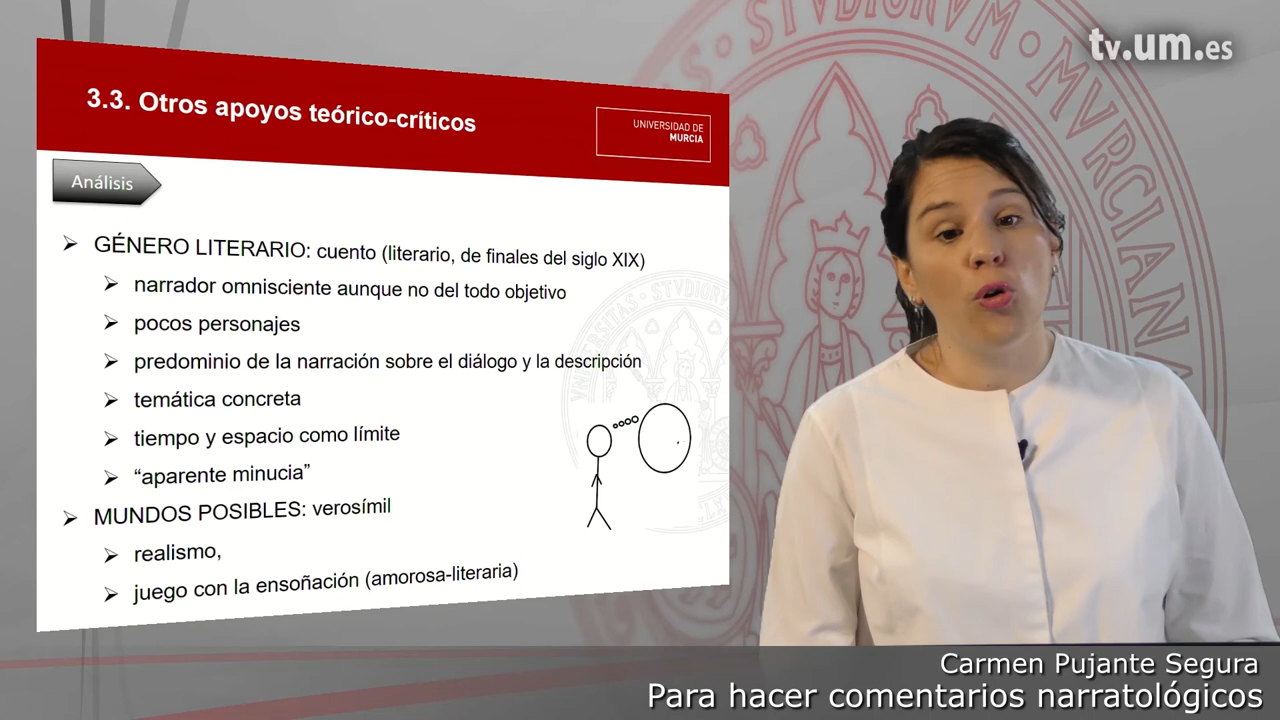 tv.um.es
3.3. Otros apoyos teórico-críticos
UNIVERSIDAD DE
MURCIA
Análisis
GÉNERO LITERARIO: cuento (literario, de finales del siglo XIX)
narrador omnisciente aunque no del todo objetivo
pocos personajes
predominio de la narración sobre el diálogo y la descripción
temática concreta
tiempo y espacio como límite
“aparente minucia”
MUNDOS POSIBLES: verosímil
realismo,
juego con la ensoñación (amorosa-literaria)
Carmen Pujante Segura
Para hacer comentarios narratológicos